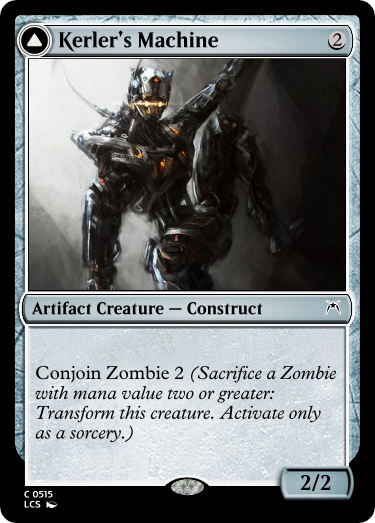 Kerler's Machine 2
Artifact Creature — Construct
Conjoin Zombie 2 (Sacrifice a Zombie
with mana value two or greater:
Transform this creature. Activate only
as a sorcery.)
2/2
C 0515
LCS